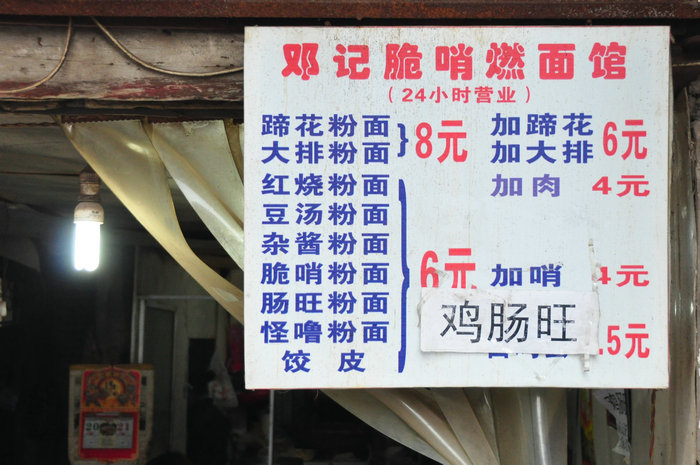 邓记脆哨燃面馆
(24小时营业)
蹄花粉面
大排粉面
8元
加蹄花
加大排
6元
红烧粉面
加肉 4元
豆汤粉面
杂酱粉面
脆哨粉面
6元
加哨 4元
肠旺粉面
鸡肠旺
怪噜粉面
.5元
饺皮